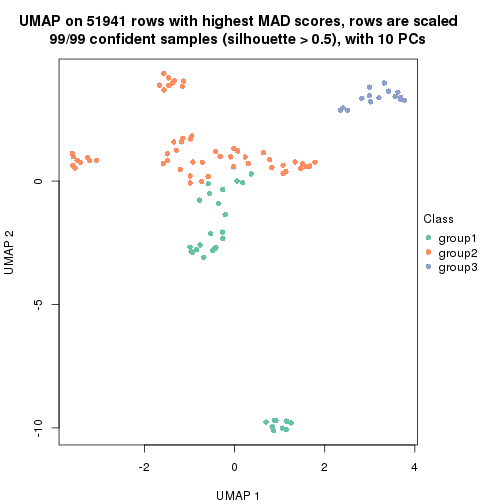 UMAP on 51941 rows with highest MAD scores, rows are scaled
99/99 confident samples (silhouette > 0.5), with 10 PCs
UMAP 2
0
-5
-10
-2
0
2
4
UMAP 1
Class
group1
group2
group3